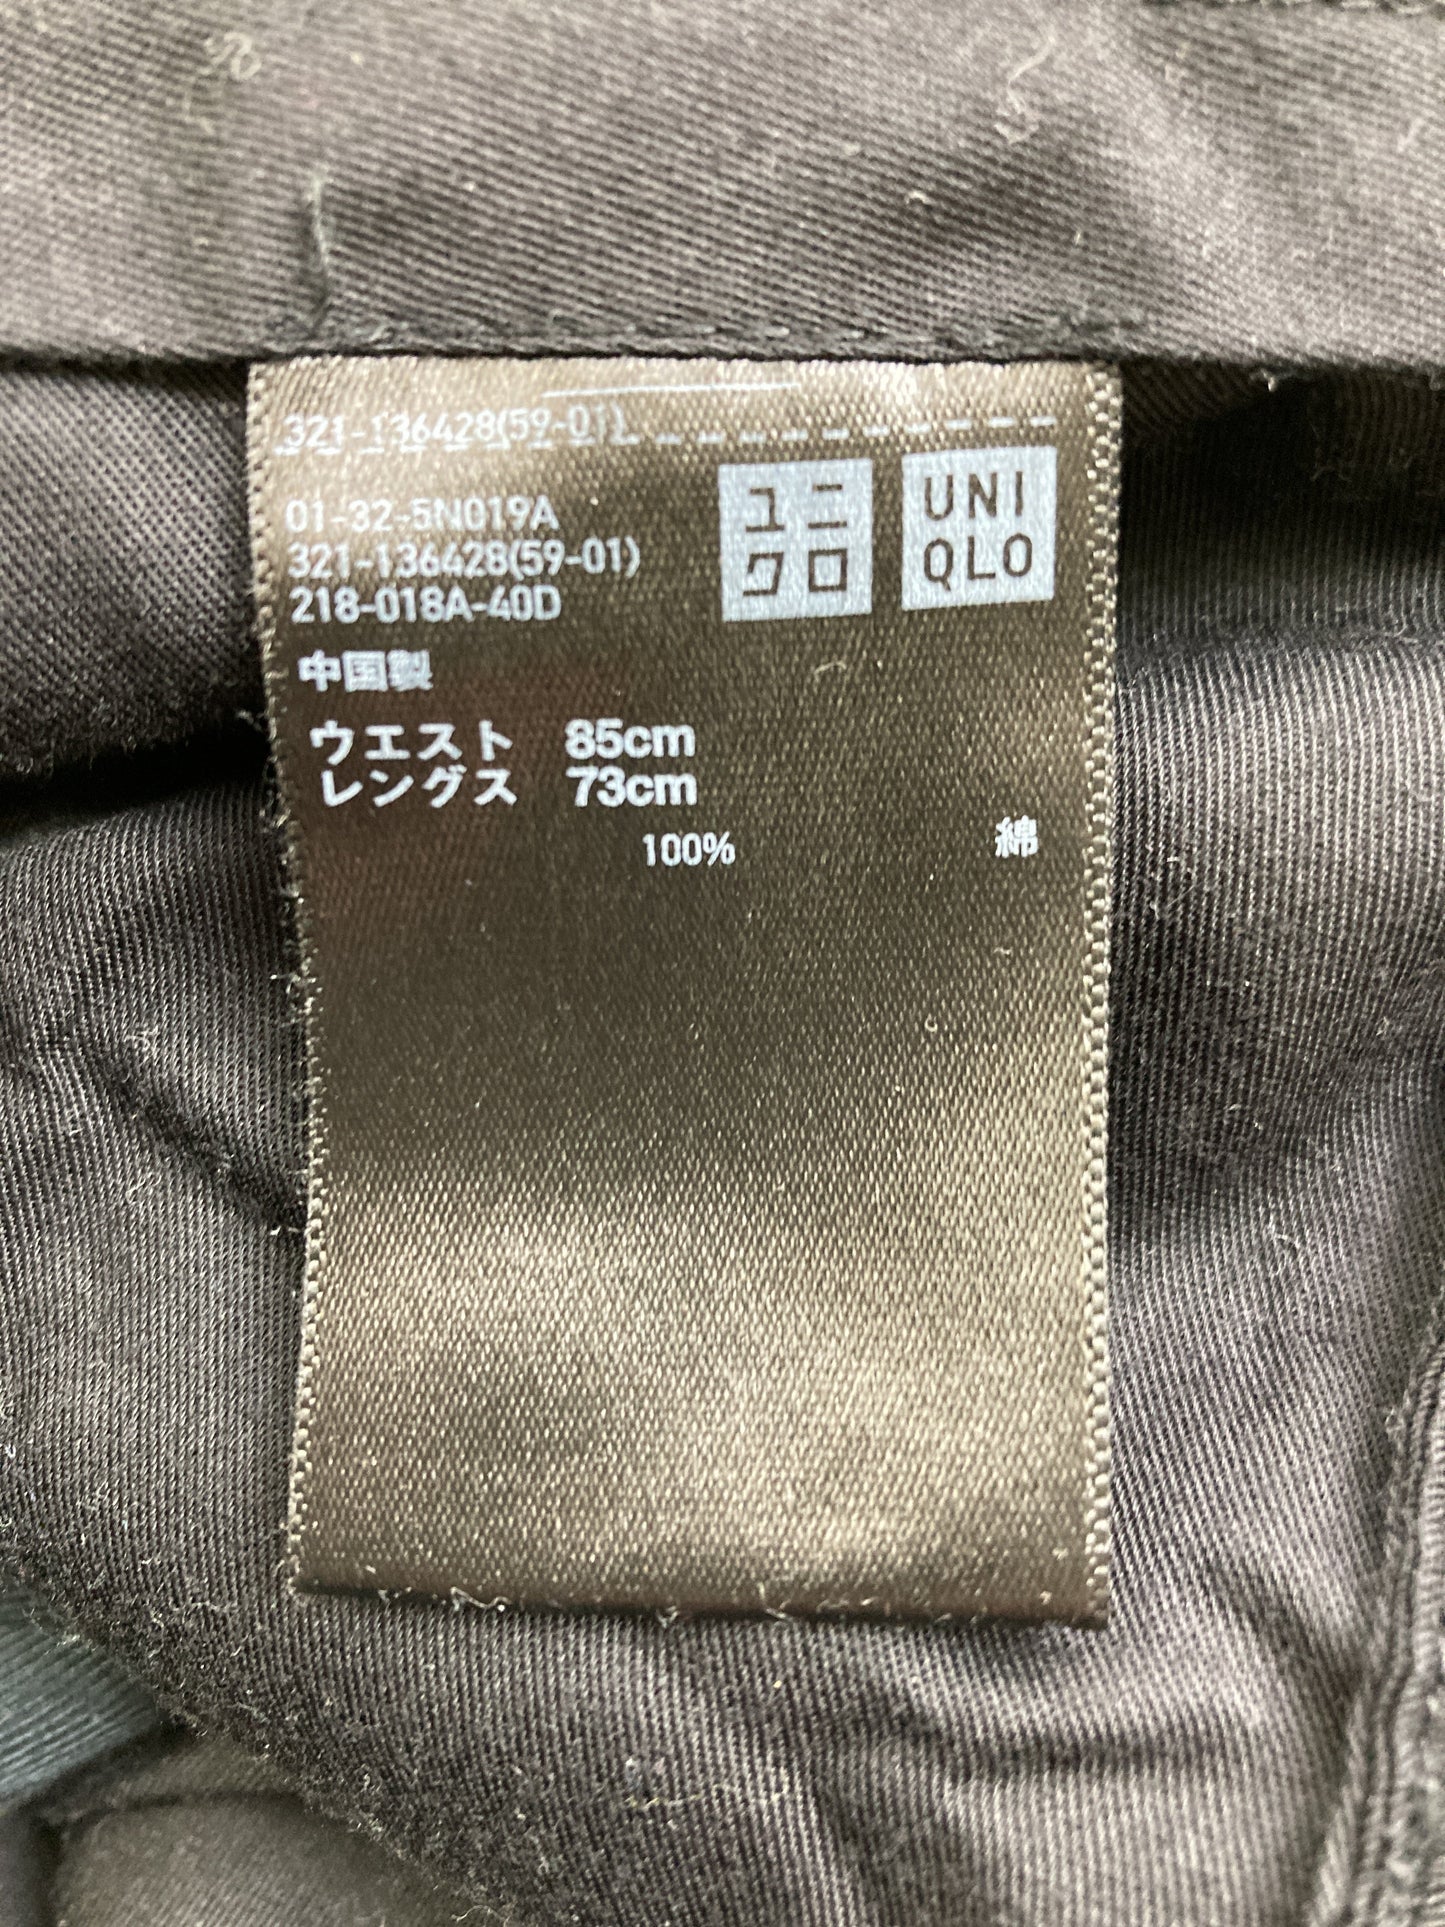 321-136428(59-01)
ユニ
クロ
UNI
QLO
01-32-5N019A
321-136428(59-01)
218-018A-40D
中国製
ウエスト 85cm
レングス 73cm
100% 綿